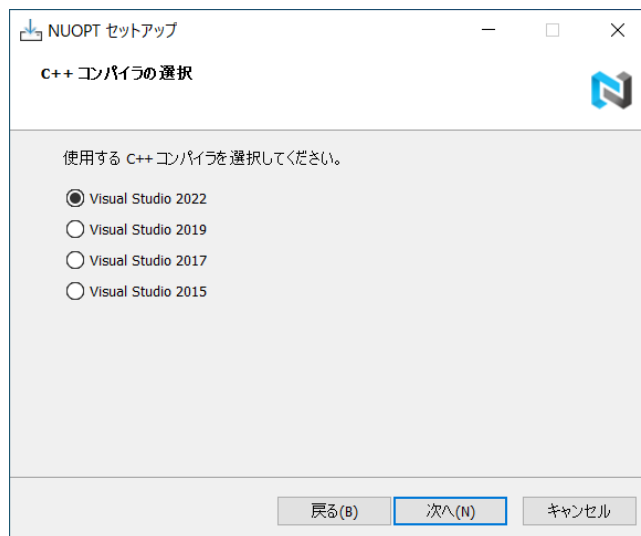 NUOPT セットアップ
C++ コンパイラの選択
使用する C++ コンパイラを選択してください。
Visual Studio 2022
Visual Studio 2019
Visual Studio 2017
Visual Studio 2015
戻る(B) 次へ(N) キャンセル